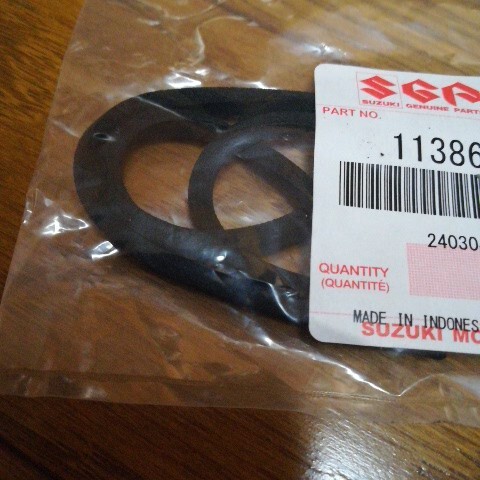 SGP
SUZUKI GENUINE PARTS
PART NO.
11386
24030
QUANTITY
(QUANTITÉ)
MADE IN INDONES
SUZUKI MO